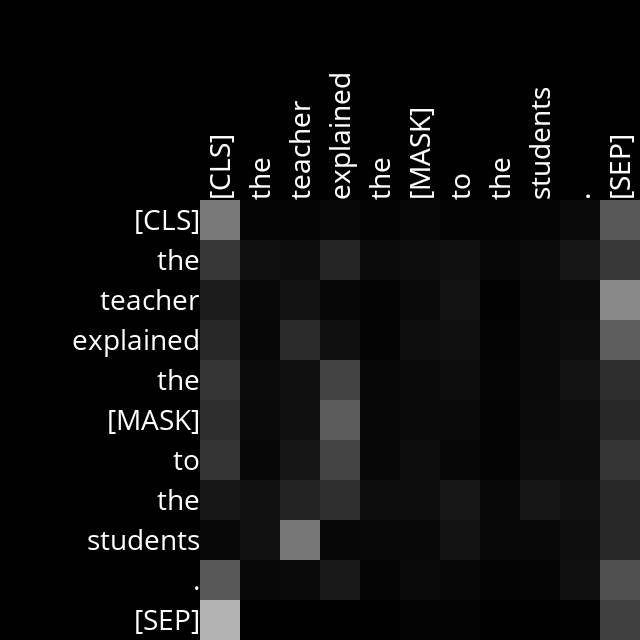 [CLS] the teacher explained the [MASK] to the students . [SEP]
[CLS]
the
teacher
explained
the
[MASK]
to
the
students
.
[SEP]